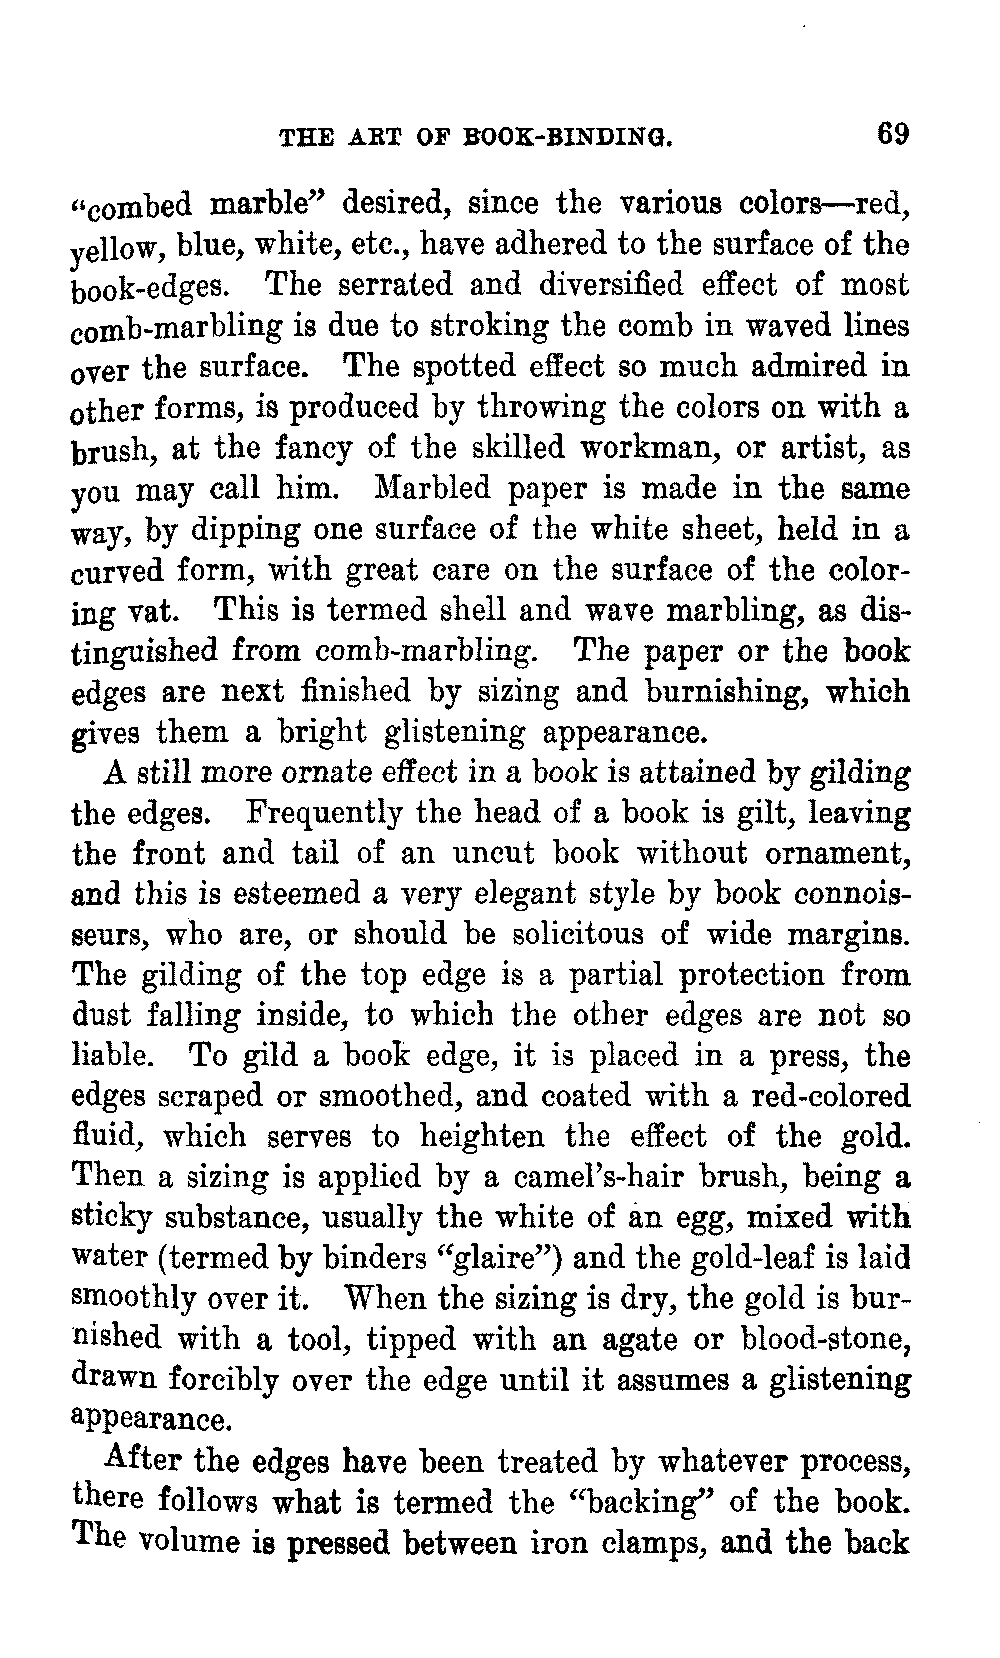 THE ART OF BOOK-BINDING. 69
“combed marble” desired, since the various colors—red,
yellow, blue, white, etc., have adhered to the surface of the
book-edges. The serrated and diversified effect of most
comb-marbling is due to stroking the comb in waved lines
over the surface. The spotted effect so much admired in
other forms, is produced by throwing the colors on with a
brush, at the fancy of the skilled workman, or artist, as
you may call him. Marbled paper is made in the same
way, by dipping one surface of the white sheet, held in a
curved form, with great care on the surface of the color-
ing vat. This is termed shell and wave marbling, as dis-
tinguished from comb-marbling. The paper or the book
edges are next finished by sizing and burnishing, which
gives them a bright glistening appearance.
A still more ornate effect in a book is attained by gilding
the edges. Frequently the head of a book is gilt, leaving
the front and tail of an uncut book without ornament,
and this is esteemed a very elegant style by book connois-
seurs, who are, or should be solicitous of wide margins.
The gilding of the top edge is a partial protection from
dust falling inside, to which the other edges are not so
liable. To gild a book edge, it is placed in a press, the
edges scraped or smoothed, and coated with a red-colored
fluid, which serves to heighten the effect of the gold.
Then a sizing is applied by a camel’s-hair brush, being a
sticky substance, usually the white of an egg, mixed with
water (termed by binders “glaire”) and the gold-leaf is laid
smoothly over it. When the sizing is dry, the gold is bur-
nished with a tool, tipped with an agate or blood-stone,
drawn forcibly over the edge until it assumes a glistening
appearance.
After the edges have been treated by whatever process,
there follows what is termed the “backing” of the book.
The volume is pressed between iron clamps, and the back